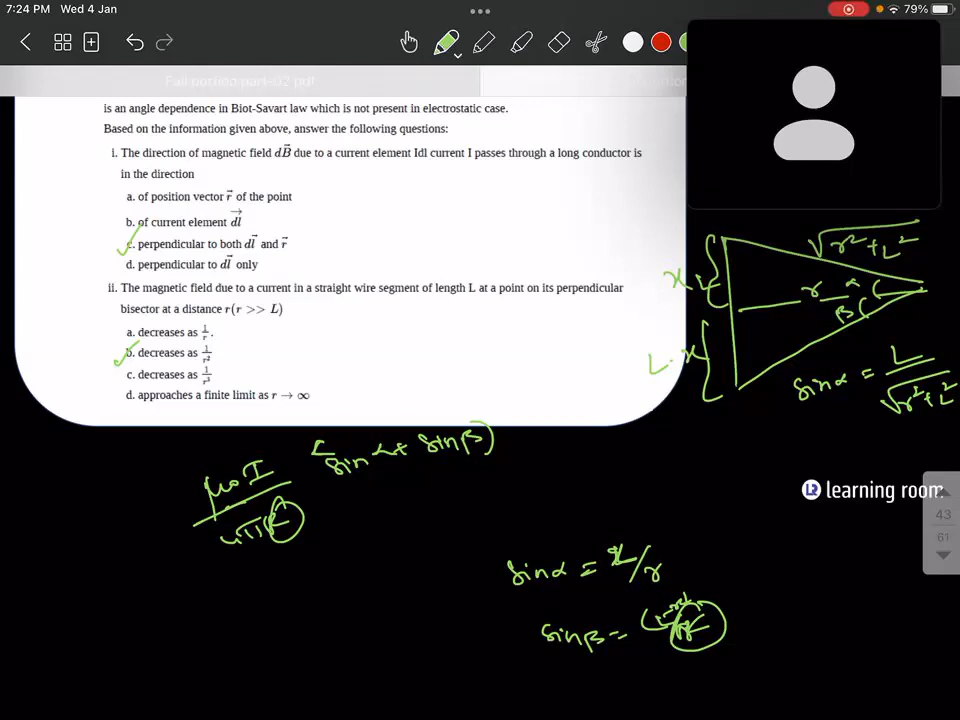 7:24 PM Wed 4 Jan
79%
Fall position part-02 pdf
is an angle dependence in Biot-Savart law which is not present in electrostatic case.
Based on the information given above, answer the following questions:
i. The direction of magnetic field dB⃗ due to a current element Idl current I passes through a long conductor is
in the direction
a. of position vector r⃗ of the point
b. of current element dl⃗
c. perpendicular to both dl⃗ and r⃗
d. perpendicular to dl⃗ only
ii. The magnetic field due to a current in a straight wire segment of length L at a point on its perpendicular
bisector at a distance r(r >> L)
a. decreases as 1/r.
b. decreases as 1/r²
c. decreases as 1/r³
d. approaches a finite limit as r → ∞
√r²+L²
x
r
α
β
L-x
sinα = L/√r²+L²
[sinα + sinβ)
μ₀I
learning room
43
61
sinα = x/r
sinβ =